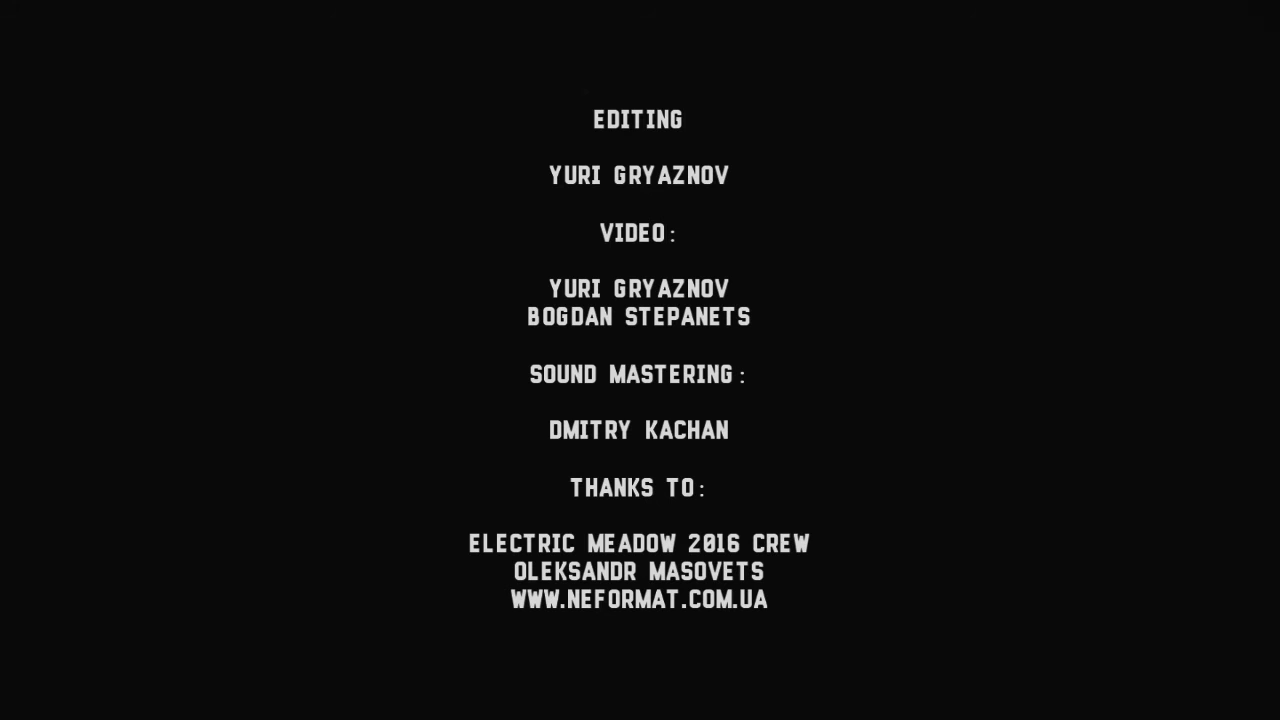 EDITING
YURI GRYAZNOV
VIDEO:
YURI GRYAZNOV
BOGDAN STEPANETS
SOUND MASTERING:
DMITRY KACHAN
THANKS TO:
ELECTRIC MEADOW 2016 CREW
OLEKSANDR MASOVETS
WWW.NEFORMAT.COM.UA